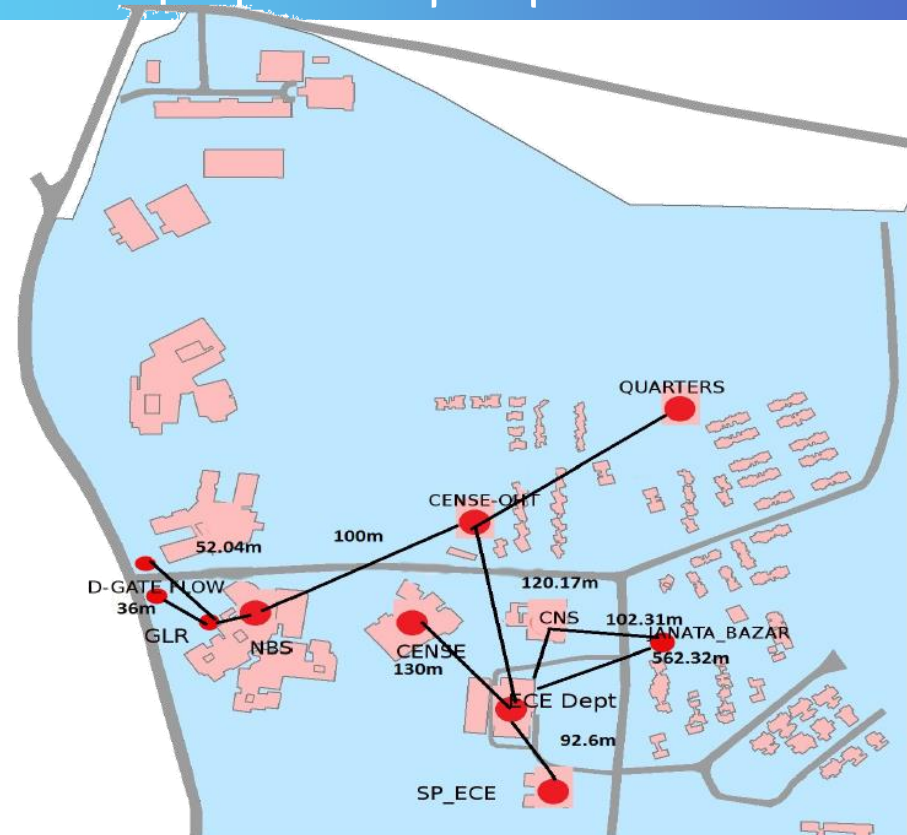 QUARTERS
CENSE-OHT
100m
52.04m
D-GATE FLOW
36m
GLR
NBS
CENSE
130m
120.17m
CNS
102.31m
JANATA_BAZAR
562.32m
ECE Dept
92.6m
SP_ECE